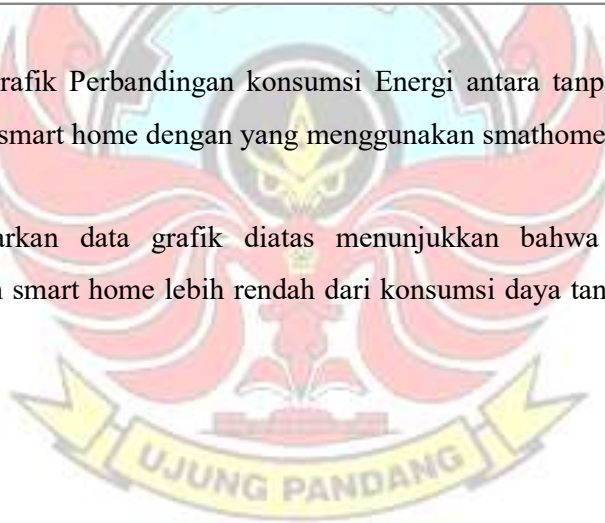 rafik Perbandingan konsumsi Energi antara tanp
smart home dengan yang menggunakan smathome
arkan data grafik diatas menunjukkan bahwa
n smart home lebih rendah dari konsumsi daya tan
UJUNG PANDANG